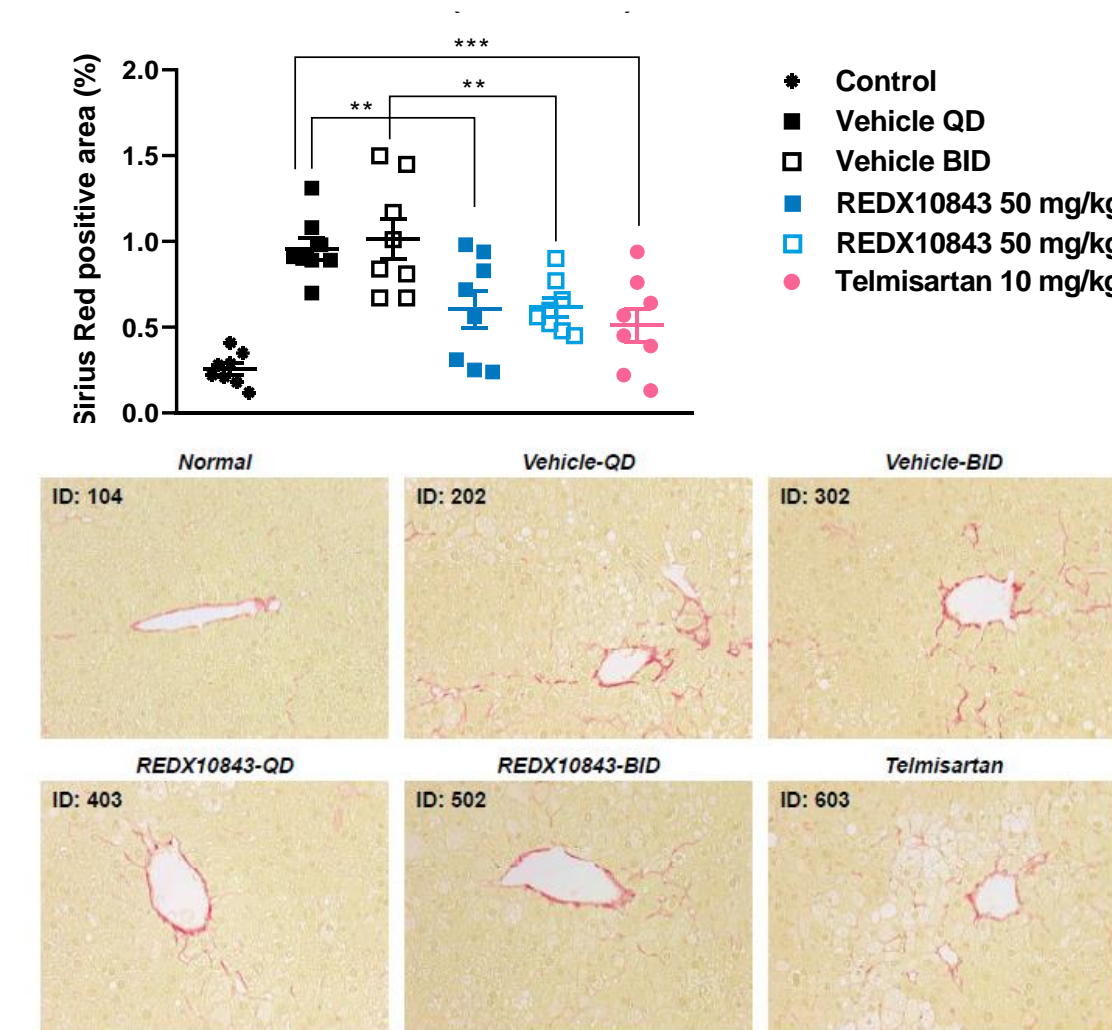 ***
**
**
Sirius Red positive area (%)
2.0
1.5
1.0
0.5
0.0
Control
Vehicle QD
Vehicle BID
REDX10843 50 mg/kg
REDX10843 50 mg/kg
Telmisartan 10 mg/kg
Normal
Vehicle-QD
Vehicle-BID
ID: 104
ID: 202
ID: 302
REDX10843-QD
REDX10843-BID
Telmisartan
ID: 403
ID: 502
ID: 603